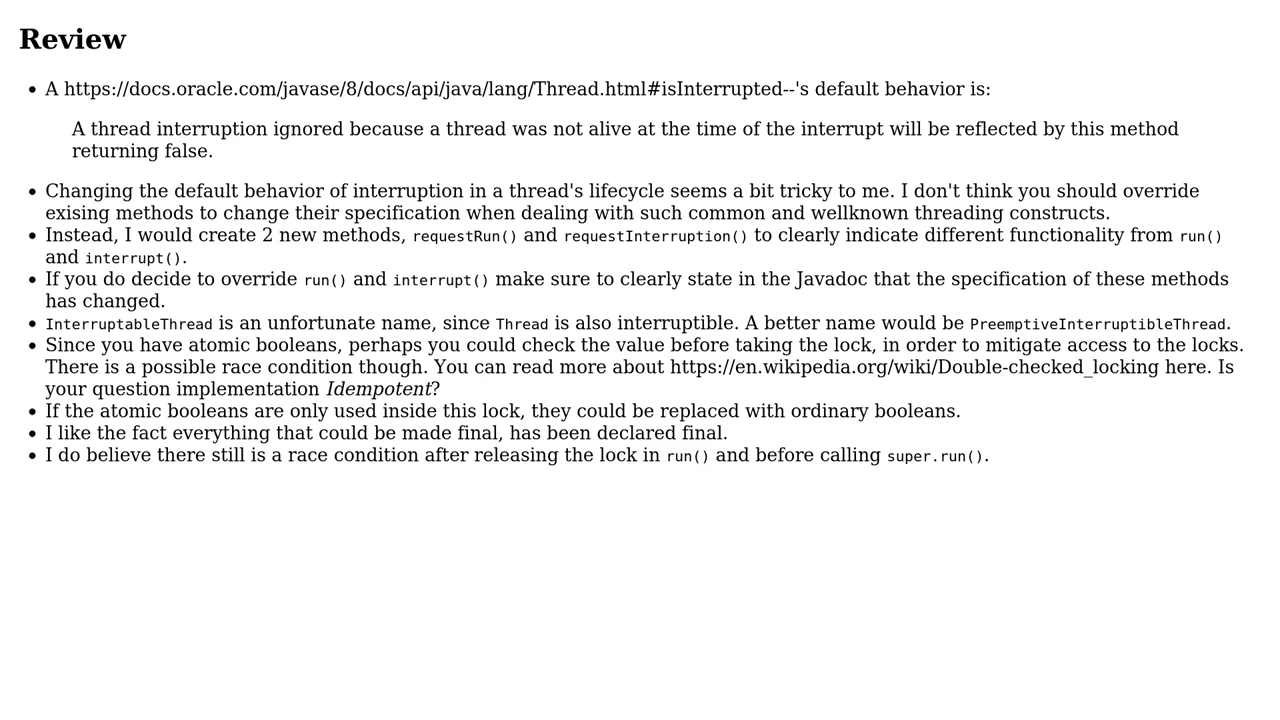 Review
• A https://docs.oracle.com/javase/8/docs/api/java/lang/Thread.html#isInterrupted--'s default behavior is:
A thread interruption ignored because a thread was not alive at the time of the interrupt will be reflected by this method
returning false.
• Changing the default behavior of interruption in a thread's lifecycle seems a bit tricky to me. I don't think you should override
exising methods to change their specification when dealing with such common and wellknown threading constructs.
• Instead, I would create 2 new methods, requestRun() and requestInterruption() to clearly indicate different functionality from run()
and interrupt().
• If you do decide to override run() and interrupt() make sure to clearly state in the Javadoc that the specification of these methods
has changed.
• InterruptableThread is an unfortunate name, since Thread is also interruptible. A better name would be PreemptiveInterruptibleThread.
• Since you have atomic booleans, perhaps you could check the value before taking the lock, in order to mitigate access to the locks.
There is a possible race condition though. You can read more about https://en.wikipedia.org/wiki/Double-checked_locking here. Is
your question implementation Idempotent?
• If the atomic booleans are only used inside this lock, they could be replaced with ordinary booleans.
• I like the fact everything that could be made final, has been declared final.
• I do believe there still is a race condition after releasing the lock in run() and before calling super.run().